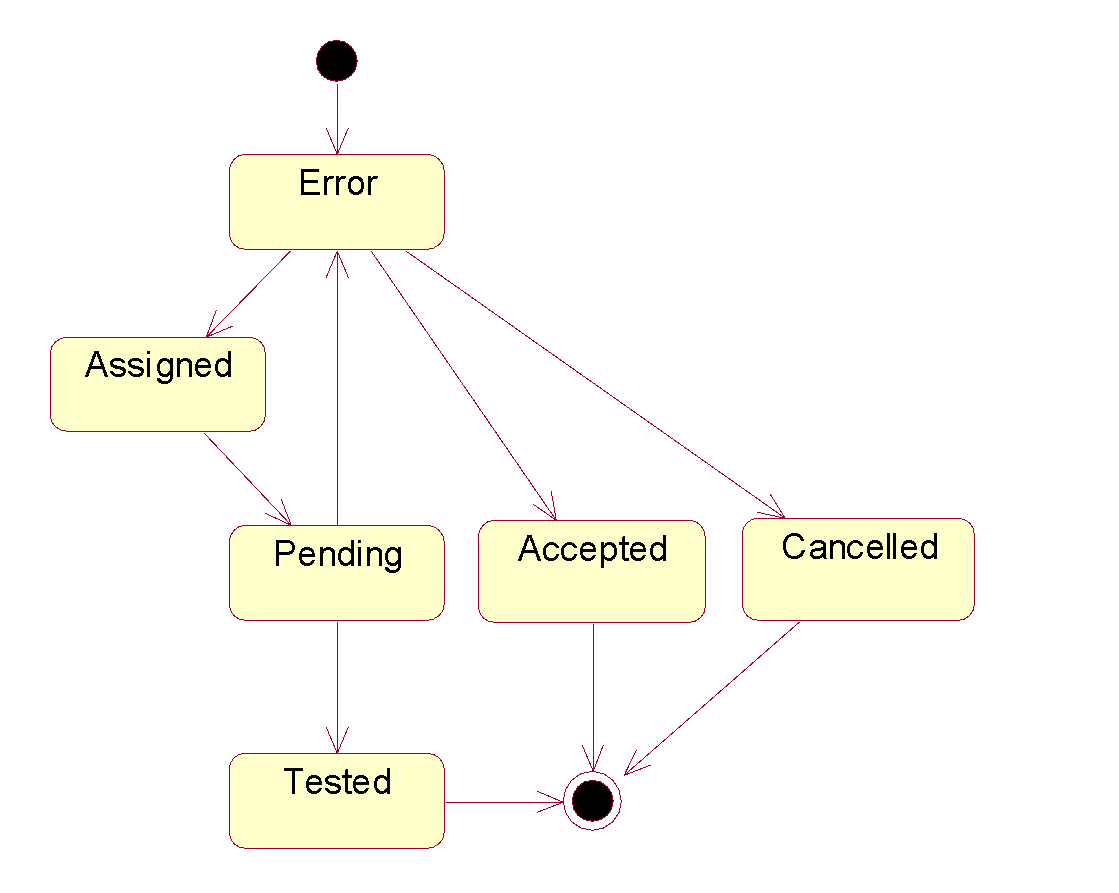 Error
Assigned
Pending
Accepted
Cancelled
Tested